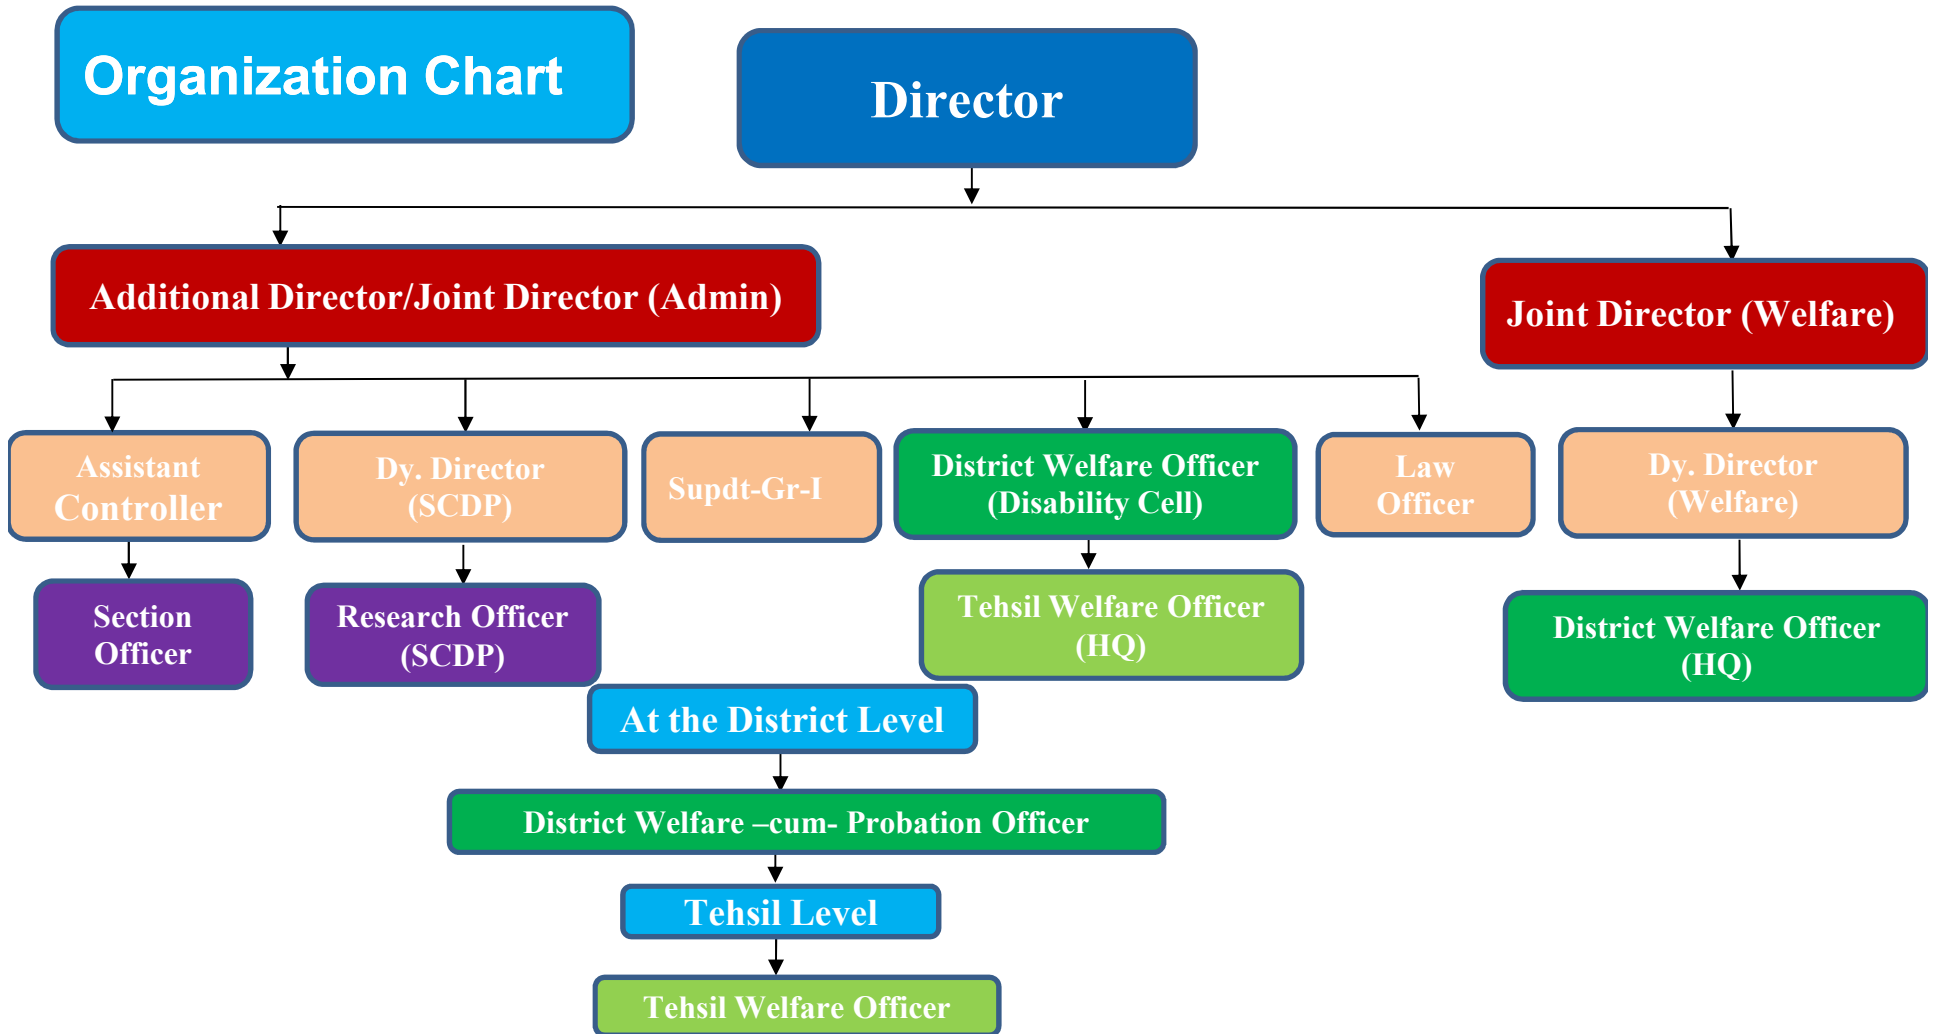 Organization Chart
Director
Additional Director/Joint Director (Admin)
Joint Director (Welfare)
Assistant
Controller
Dy. Director
(SCDP)
Supdt-Gr-I
District Welfare Officer
(Disability Cell)
Law
Officer
Dy. Director
(Welfare)
Section
Officer
Research Officer
(SCDP)
Tehsil Welfare Officer
(HQ)
District Welfare Officer
(HQ)
At the District Level
District Welfare –cum- Probation Officer
Tehsil Level
Tehsil Welfare Officer